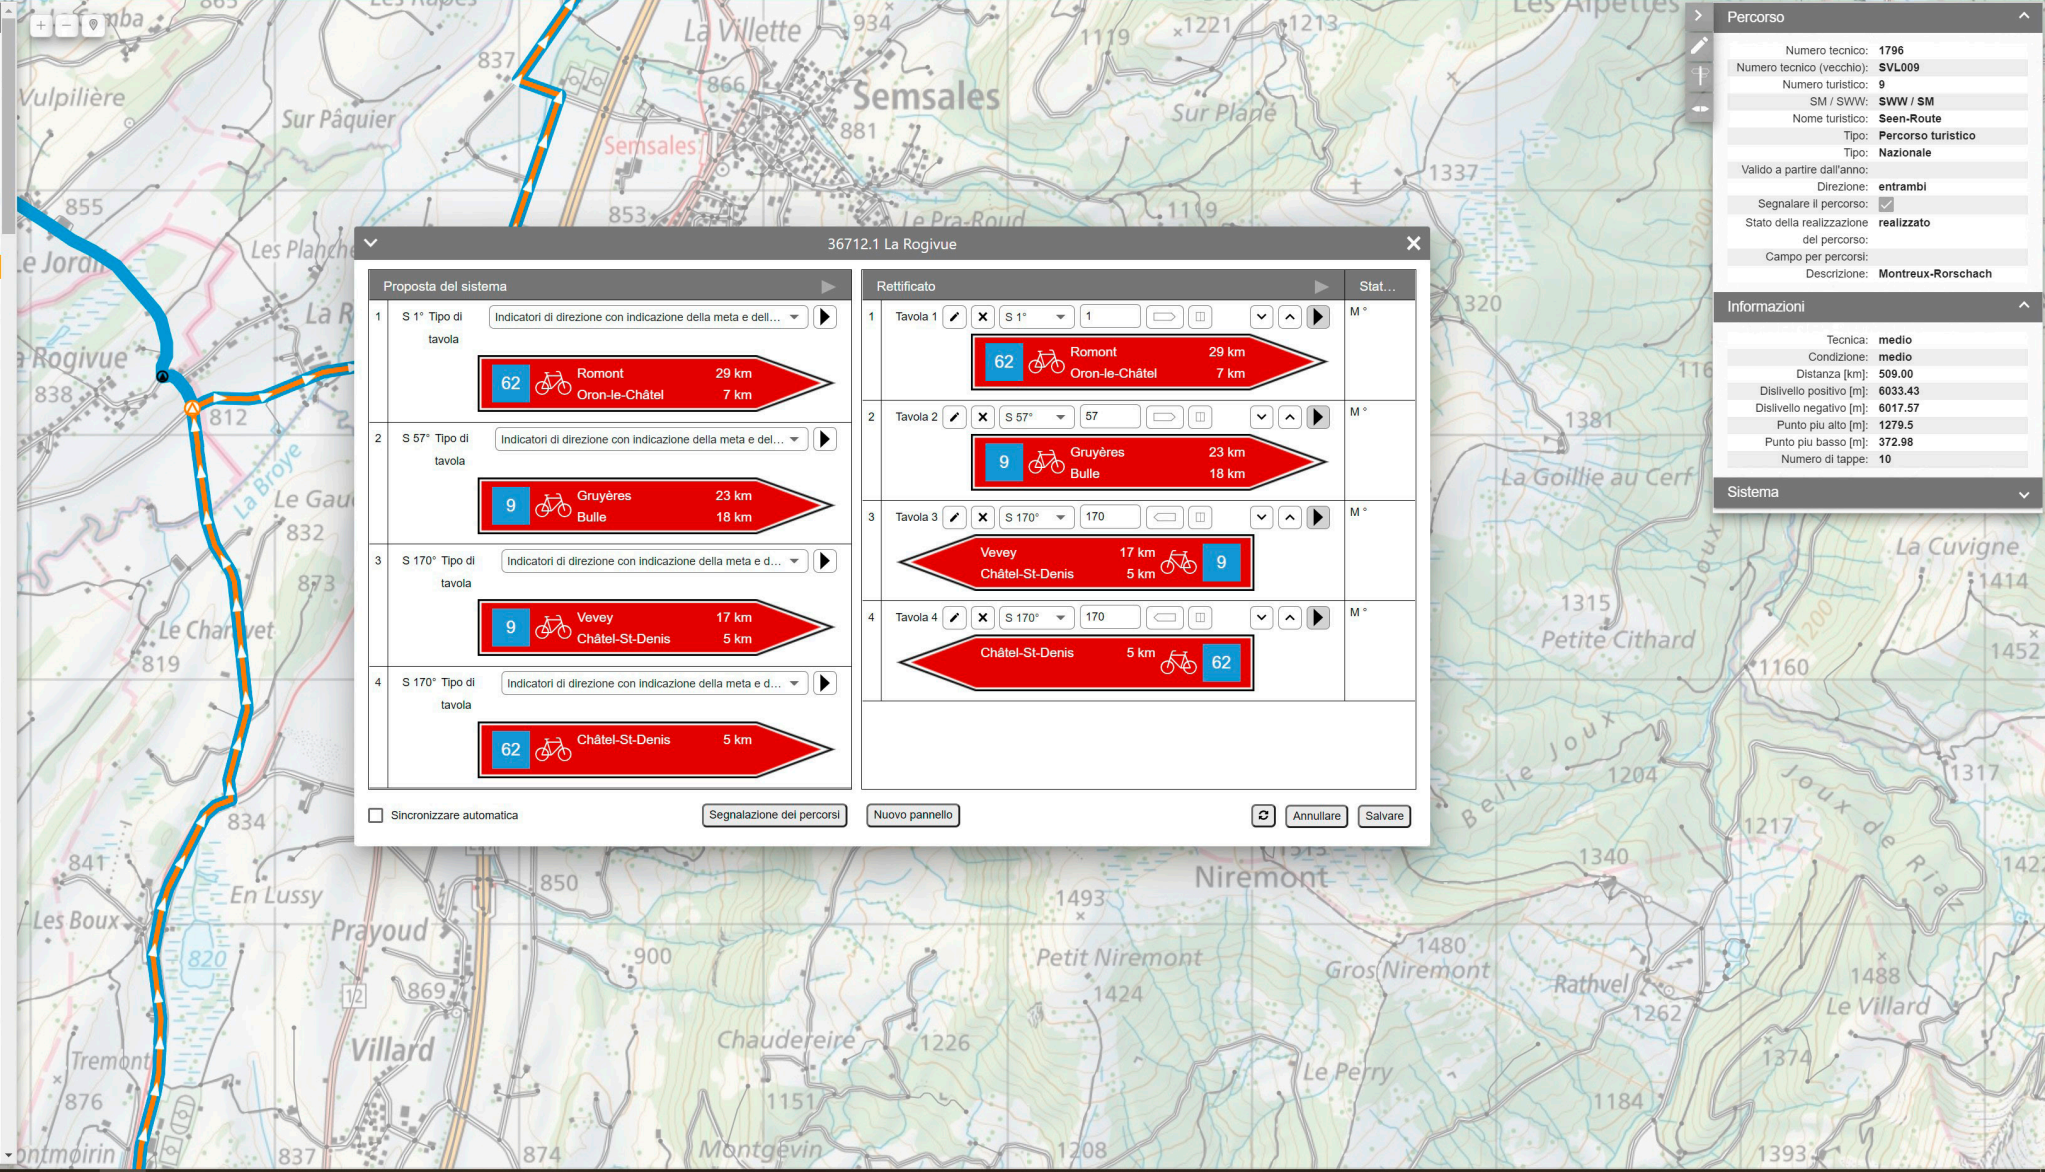 36712.1 La Rogivue
Proposta del sistema
1 S 1° Tipo di tavola Indicatori di direzione con indicazione della meta e dell...
62 Romont 29 km
Oron-le-Châtel 7 km
2 S 57° Tipo di tavola Indicatori di direzione con indicazione della meta e del...
9 Gruyères 23 km
Bulle 18 km
3 S 170° Tipo di tavola Indicatori di direzione con indicazione della meta e d...
9 Vevey 17 km
Châtel-St-Denis 5 km
4 S 170° Tipo di tavola Indicatori di direzione con indicazione della meta e d...
62 Châtel-St-Denis 5 km
Sincronizzare automatica
Segnalazione dei percorsi
Rettificato Stat...
1 Tavola 1 S 1° 1 M °
62 Romont 29 km
Oron-le-Châtel 7 km
2 Tavola 2 S 57° 57 M °
9 Gruyères 23 km
Bulle 18 km
3 Tavola 3 S 170° 170 M °
Vevey 17 km 9
Châtel-St-Denis 5 km
4 Tavola 4 S 170° 170 M °
Châtel-St-Denis 5 km 62
Nuovo pannello
Annullare
Salvare
Percorso
Numero tecnico: 1796
Numero tecnico (vecchio): SVL009
Numero turistico: 9
SM / SWW: SWW / SM
Nome turistico: Seen-Route
Tipo: Percorso turistico
Tipo: Nazionale
Valido a partire dall'anno:
Direzione: entrambi
Segnalare il percorso:
Stato della realizzazione del percorso: realizzato
Campo per percorsi:
Descrizione: Montreux-Rorschach
Informazioni
Tecnica: medio
Condizione: medio
Distanza [km]: 509.00
Dislivello positivo [m]: 6033.43
Dislivello negativo [m]: 6017.57
Punto piu alto [m]: 1279.5
Punto piu basso [m]: 372.98
Numero di tappe: 10
Sistema
La Villette
934
1119
1221
1213
837
866
Vulpilière
Semsales
Sur Pâquier
881
Sur Plané
Semsales
1337
855
853
Le Pra-Roud
1119
Les Planche
1320
Rogivue
838
812
1381
La Broye
La Goillie au Cerf
Le Gau
832
La Cuvigne
873
1414
1315
1200
Le Charvet
Petite Cithard
819
1160
1452
Belle Joux
1204
1317
Joux de Rian
834
1217
841
1340
En Lussy
850
Niremont
1493
Les Boux
Prayoud
1480
820
900
Petit Niremont
Gros Niremont
1488
12
869
1424
Rathvel
Le Villard
1262
Chaudereire
1226
Villard
Tremont
1374
Le Perry
876
1151
1184
837
874
Montgevin
1208
1393